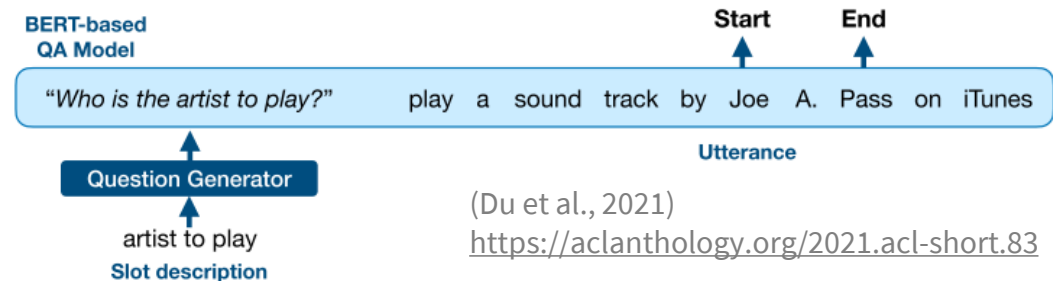 BERT-based
QA Model
Start End
“Who is the artist to play?” play a sound track by Joe A. Pass on iTunes
Utterance
Question Generator
artist to play
Slot description
(Du et al., 2021)
https://aclanthology.org/2021.acl-short.83